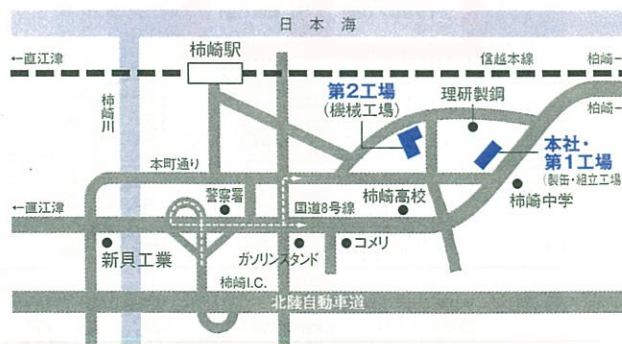 日本海
←直江津
柿崎駅
信越本線
柏崎→
柿崎川
第2工場
(機械工場)
理研製鋼
柏崎→
本社・
第1工場
(製缶・組立工場)
本町通り
警察署
柿崎高校
柿崎中学
←直江津
国道8号線
新貝工業
ガソリンスタンド
コメリ
柿崎I.C.
北陸自動車道